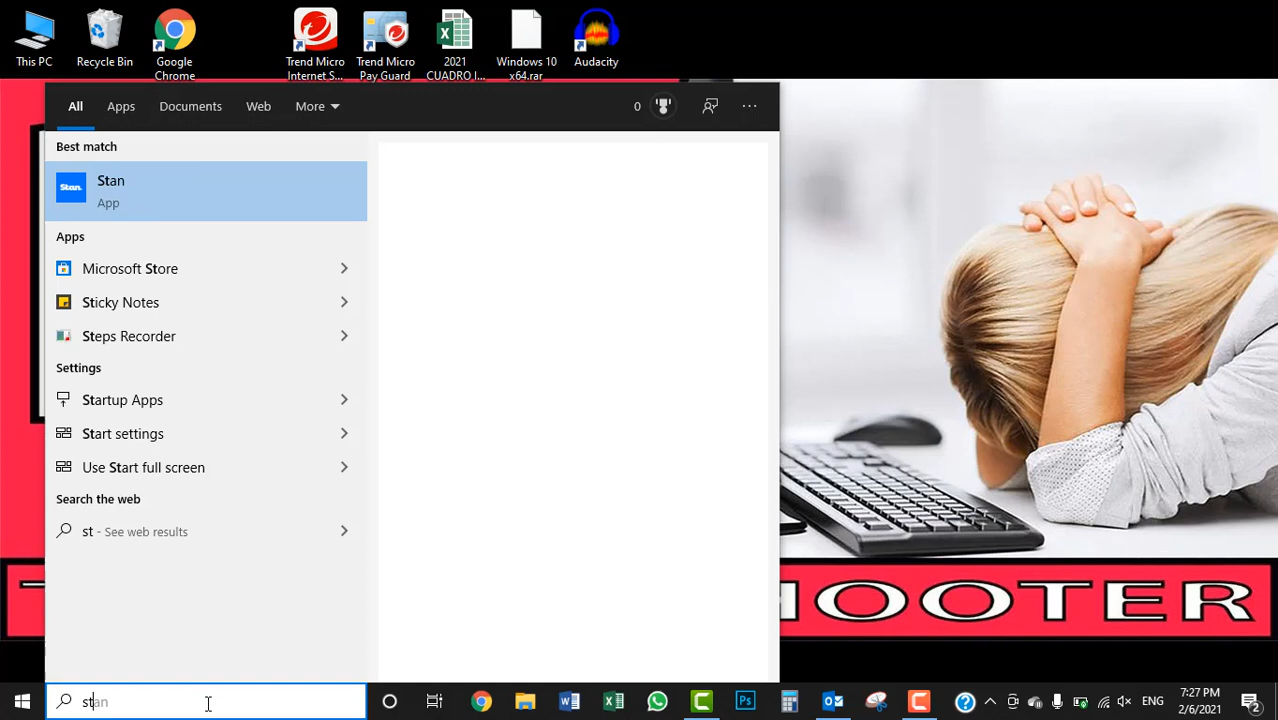 This PC
Recycle Bin
Google
Chrome
Trend Micro
Internet S...
Trend Micro
Pay Guard
2021
CUADRO I...
Windows 10
x64.rar
Audacity
All
Apps
Documents
Web
More
0
...
Best match
Stan.
Stan
App
Apps
Microsoft Store
Sticky Notes
Steps Recorder
Settings
Startup Apps
Start settings
Use Start full screen
Search the web
st - See web results
HOOTER
stan
ENG
7:27 PM
2/6/2021
2